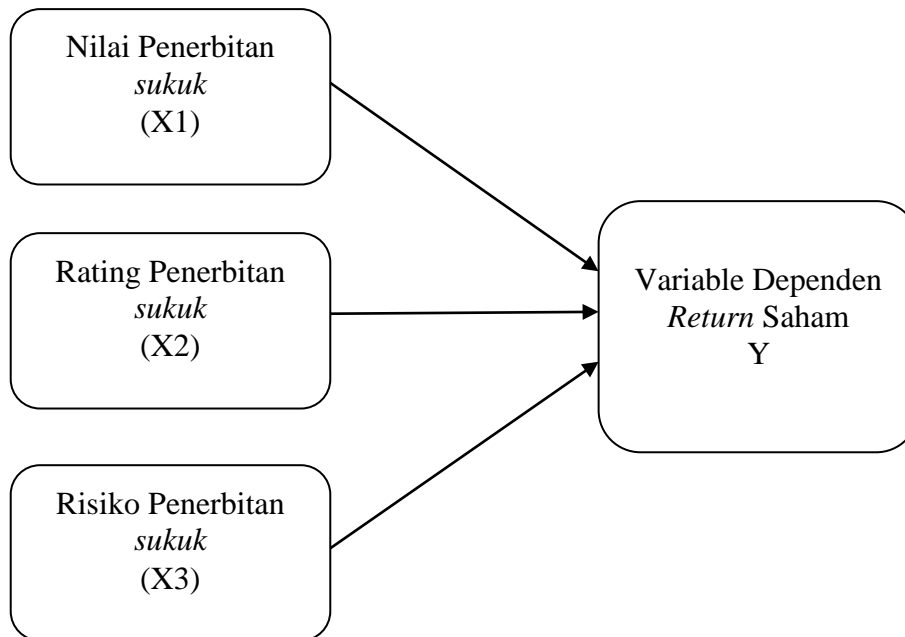 Nilai Penerbitan
sukuk
(X1)
Rating Penerbitan
sukuk
(X2)
Risiko Penerbitan
sukuk
(X3)
Variable Dependen
Return Saham
Y